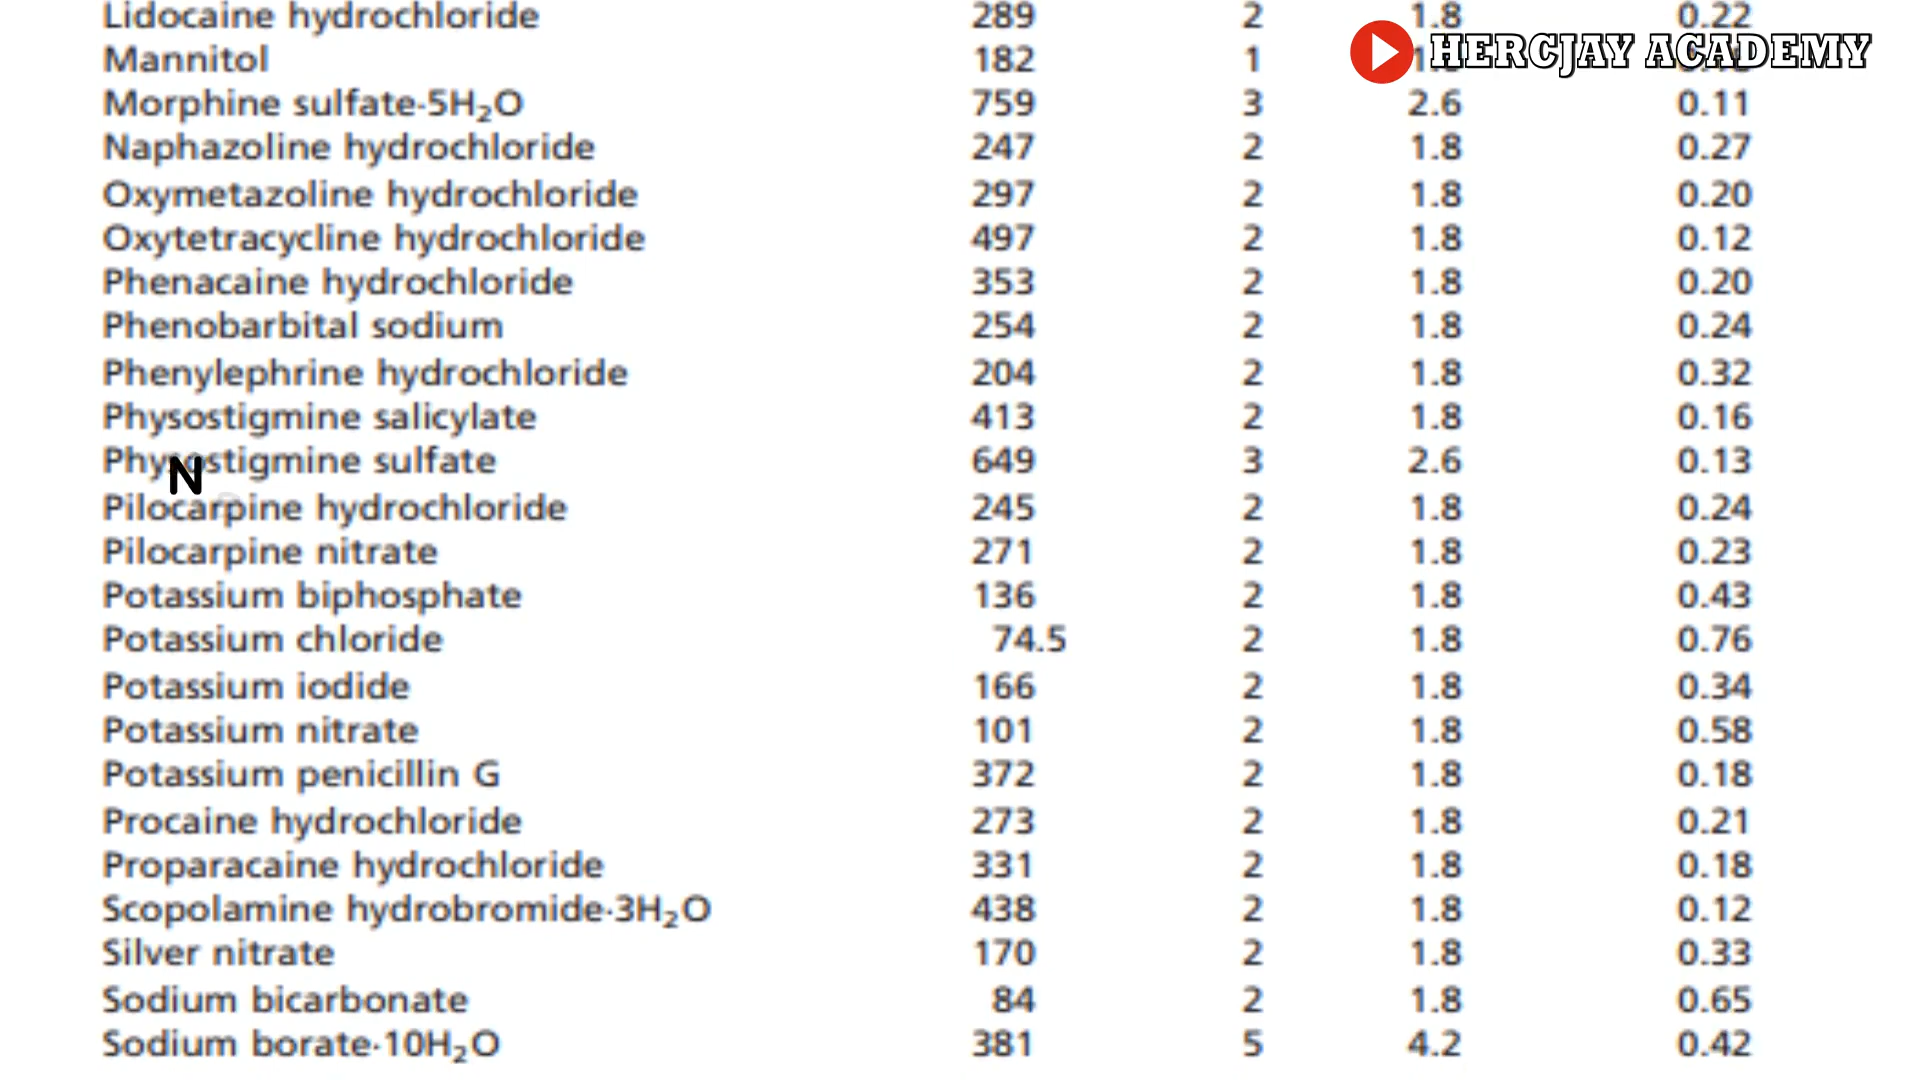 Lidocaine hydrochloride 289 2 1.8 0.22
HERCJAY ACADEMY
Mannitol 182 1
Morphine sulfate·5H₂O 759 3 2.6 0.11
Naphazoline hydrochloride 247 2 1.8 0.27
Oxymetazoline hydrochloride 297 2 1.8 0.20
Oxytetracycline hydrochloride 497 2 1.8 0.12
Phenacaine hydrochloride 353 2 1.8 0.20
Phenobarbital sodium 254 2 1.8 0.24
Phenylephrine hydrochloride 204 2 1.8 0.32
Physostigmine salicylate 413 2 1.8 0.16
Physostigmine sulfate 649 3 2.6 0.13
N
Pilocarpine hydrochloride 245 2 1.8 0.24
Pilocarpine nitrate 271 2 1.8 0.23
Potassium biphosphate 136 2 1.8 0.43
Potassium chloride 74.5 2 1.8 0.76
Potassium iodide 166 2 1.8 0.34
Potassium nitrate 101 2 1.8 0.58
Potassium penicillin G 372 2 1.8 0.18
Procaine hydrochloride 273 2 1.8 0.21
Proparacaine hydrochloride 331 2 1.8 0.18
Scopolamine hydrobromide·3H₂O 438 2 1.8 0.12
Silver nitrate 170 2 1.8 0.33
Sodium bicarbonate 84 2 1.8 0.65
Sodium borate·10H₂O 381 5 4.2 0.42